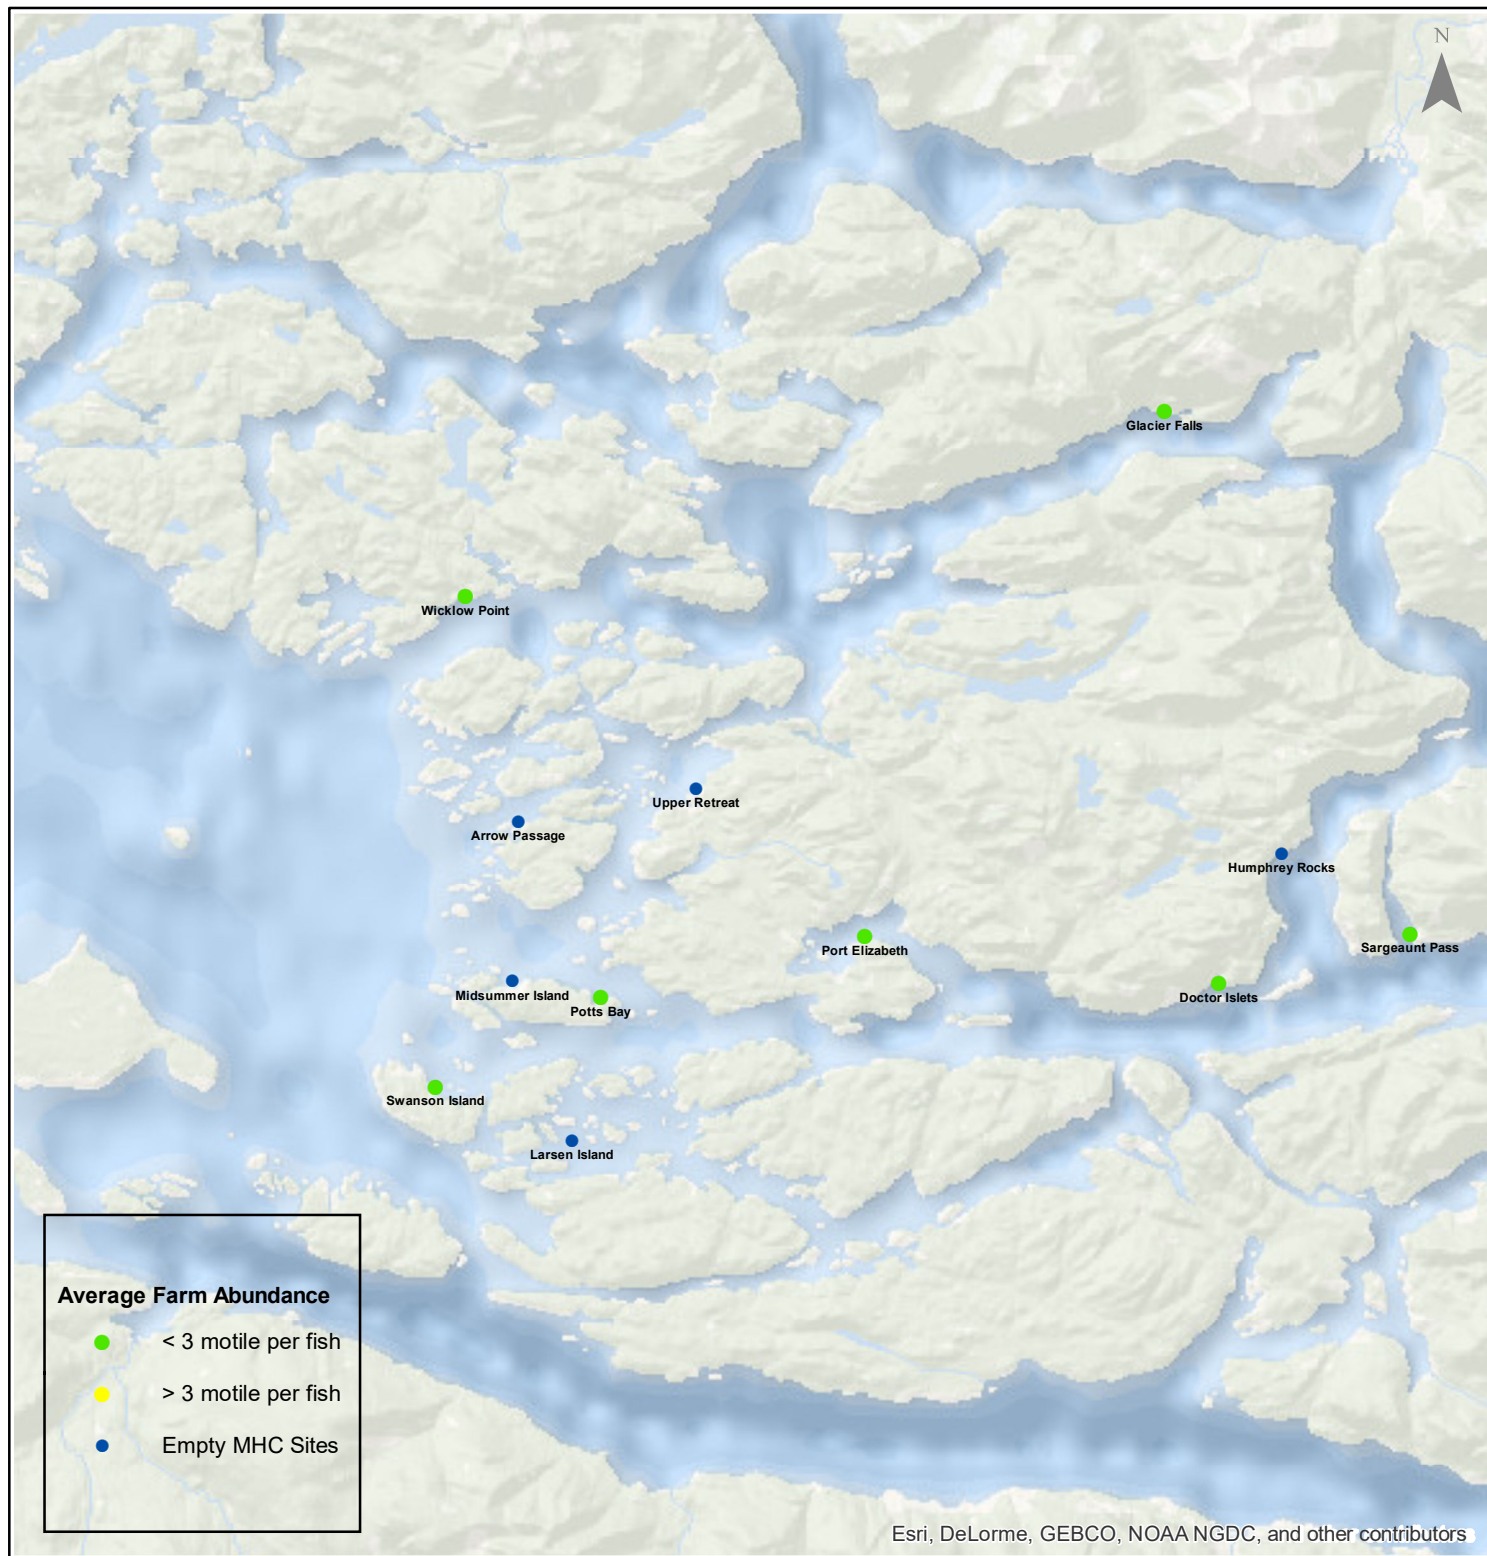 N
Glacier Falls
Wicklow Point
Upper Retreat
Arrow Passage
Humphrey Rocks
Port Elizabeth
Sargeaunt Pass
Midsummer Island
Potts Bay
Doctor Islets
Swanson Island
Larsen Island
Average Farm Abundance
< 3 motile per fish
> 3 motile per fish
Empty MHC Sites
Esri, DeLorme, GEBCO, NOAA NGDC, and other contributors